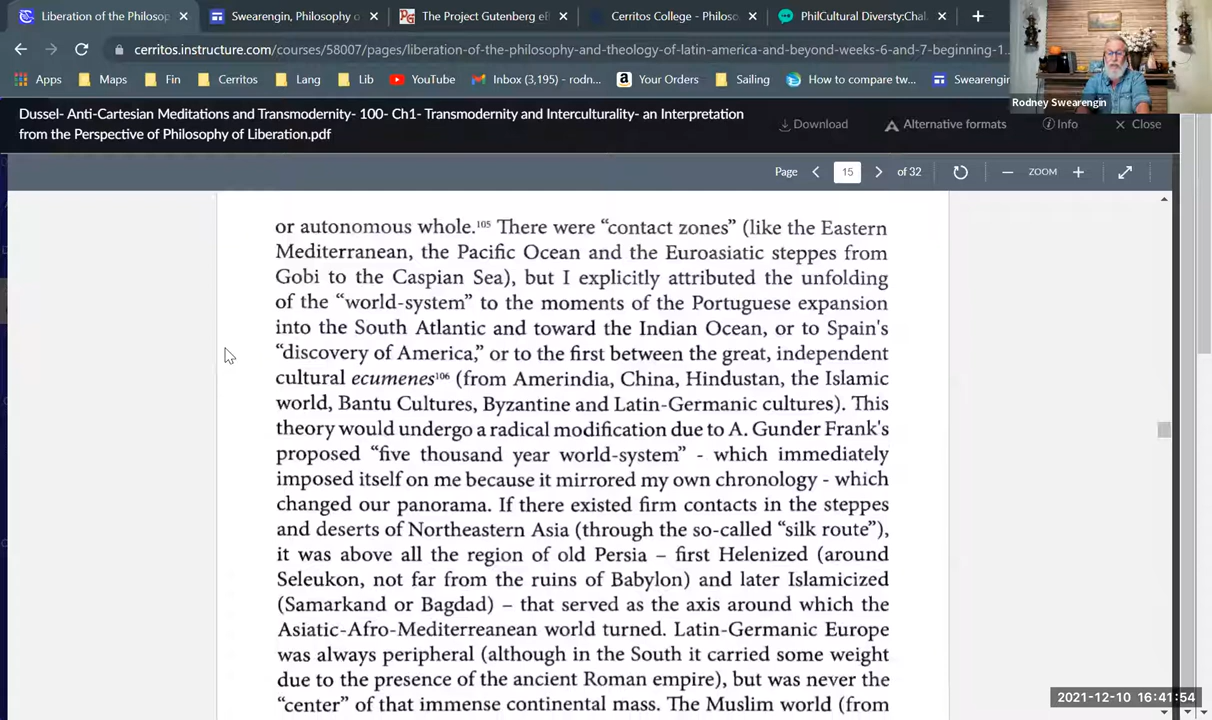 Liberation of the Philosop
Swearengin, Philosophy o
The Project Gutenberg eB
Cerritos College - Philoso
PhilCultural Diversty:Chal
cerritos.instructure.com/courses/58007/pages/liberation-of-the-philosophy-and-theology-of-latin-america-and-beyond-weeks-6-and-7-beginning-1...
Apps Maps Fin Cerritos Lang Lib YouTube Inbox (3,195) - rodn... Your Orders Sailing How to compare tw... Swearengin
Rodney Swearengin
Dussel- Anti-Cartesian Meditations and Transmodernity- 100- Ch1- Transmodernity and Interculturality- an Interpretation
from the Perspective of Philosophy of Liberation.pdf
Download Alternative formats Info Close
Page 15 of 32 ZOOM
or autonomous whole.¹⁰⁵ There were “contact zones” (like the Eastern
Mediterranean, the Pacific Ocean and the Euroasiatic steppes from
Gobi to the Caspian Sea), but I explicitly attributed the unfolding
of the “world-system” to the moments of the Portuguese expansion
into the South Atlantic and toward the Indian Ocean, or to Spain's
“discovery of America,” or to the first between the great, independent
cultural ecumenes¹⁰⁶ (from Amerindia, China, Hindustan, the Islamic
world, Bantu Cultures, Byzantine and Latin-Germanic cultures). This
theory would undergo a radical modification due to A. Gunder Frank's
proposed “five thousand year world-system” - which immediately
imposed itself on me because it mirrored my own chronology - which
changed our panorama. If there existed firm contacts in the steppes
and deserts of Northeastern Asia (through the so-called “silk route”),
it was above all the region of old Persia – first Helenized (around
Seleukon, not far from the ruins of Babylon) and later Islamicized
(Samarkand or Bagdad) – that served as the axis around which the
Asiatic-Afro-Mediterreanean world turned. Latin-Germanic Europe
was always peripheral (although in the South it carried some weight
due to the presence of the ancient Roman empire), but was never the
“center” of that immense continental mass. The Muslim world (from
2021-12-10 16:41:54